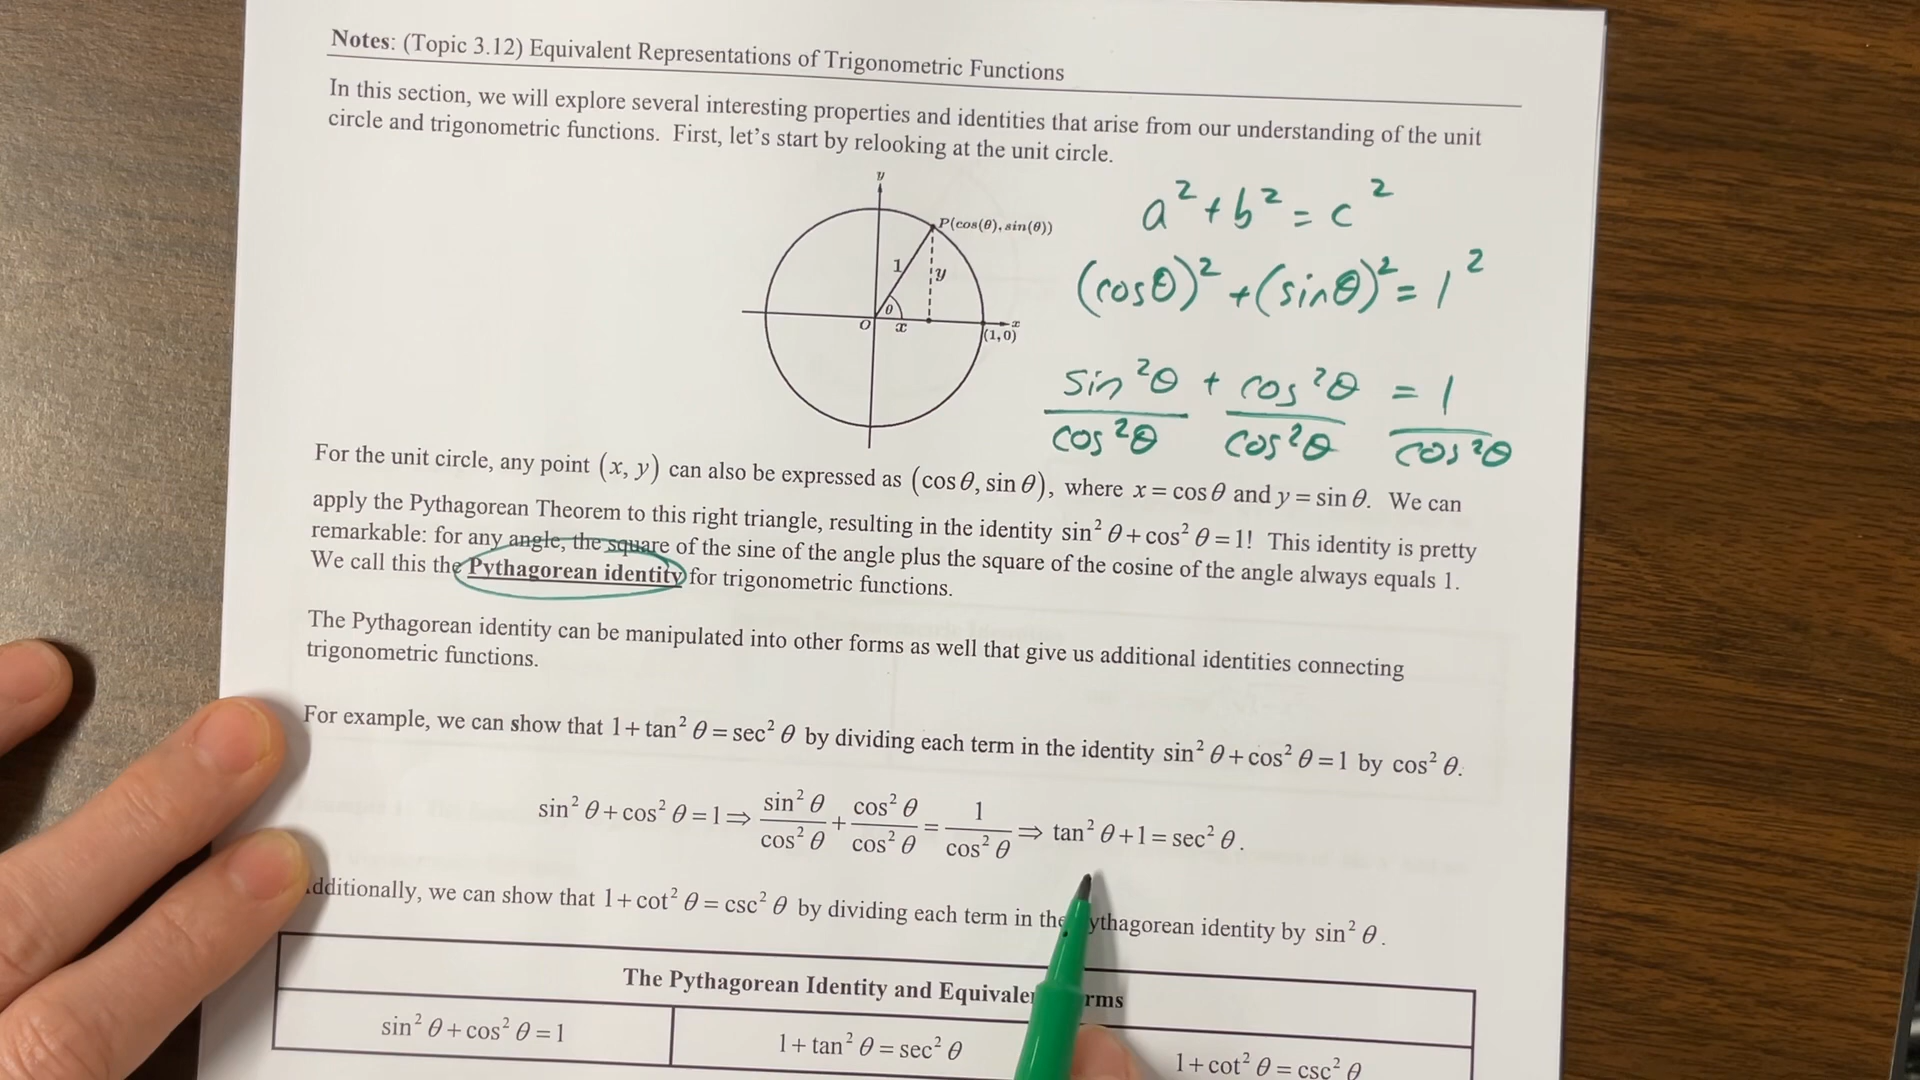 Notes: (Topic 3.12) Equivalent Representations of Trigonometric Functions
In this section, we will explore several interesting properties and identities that arise from our understanding of the unit
circle and trigonometric functions. First, let's start by relooking at the unit circle.
y
P(cos(θ), sin(θ))
1
y
θ
O
x
x
(1,0)
a² + b² = c²
(cosθ)² + (sinθ)² = 1²
sin²θ/cos²θ + cos²θ/cos²θ = 1/cos²θ
For the unit circle, any point (x, y) can also be expressed as (cos θ, sin θ), where x = cos θ and y = sin θ. We can
apply the Pythagorean Theorem to this right triangle, resulting in the identity sin² θ + cos² θ = 1! This identity is pretty
remarkable: for any angle, the square of the sine of the angle plus the square of the cosine of the angle always equals 1.
We call this the Pythagorean identity for trigonometric functions.
The Pythagorean identity can be manipulated into other forms as well that give us additional identities connecting
trigonometric functions.
For example, we can show that 1 + tan² θ = sec² θ by dividing each term in the identity sin² θ + cos² θ = 1 by cos² θ.
sin² θ + cos² θ = 1 ⇒ sin² θ/cos² θ + cos² θ/cos² θ = 1/cos² θ ⇒ tan² θ + 1 = sec² θ.
dditionally, we can show that 1 + cot² θ = csc² θ by dividing each term in the ythagorean identity by sin² θ.
The Pythagorean Identity and Equivale rms
sin² θ + cos² θ = 1
1 + tan² θ = sec² θ
1 + cot² θ = csc² θ